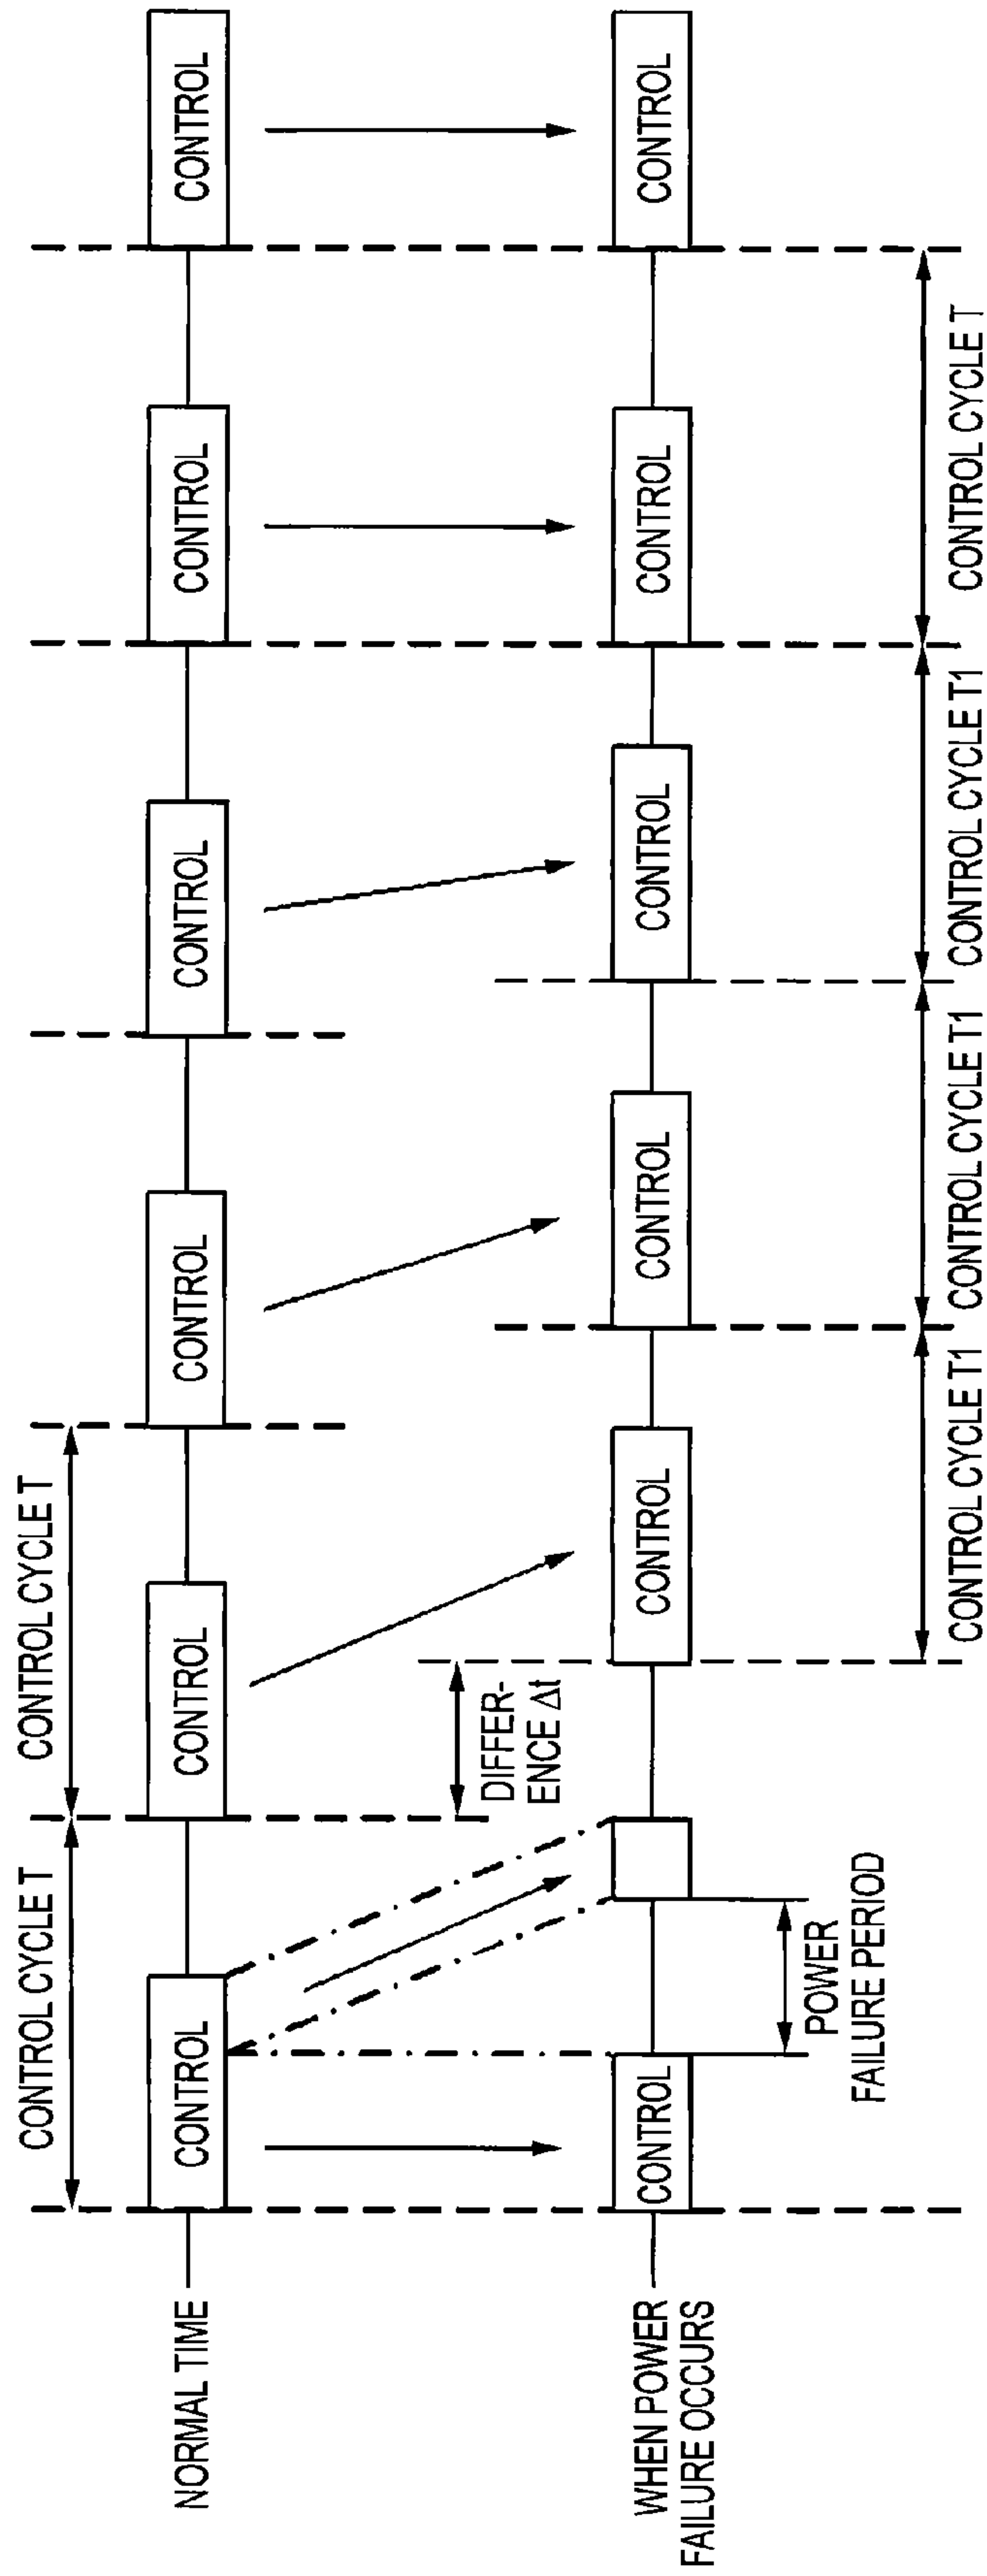 CONTROL CYCLE T
CONTROL CYCLE T
NORMAL TIME
CONTROL
CONTROL
CONTROL
CONTROL
CONTROL
CONTROL
DIFFER-
ENCE Δt
WHEN POWER
FAILURE OCCURS
CONTROL
CONTROL
CONTROL
CONTROL
CONTROL
CONTROL
POWER
FAILURE PERIOD
CONTROL CYCLE T1
CONTROL CYCLE T1
CONTROL CYCLE T1
CONTROL CYCLE T